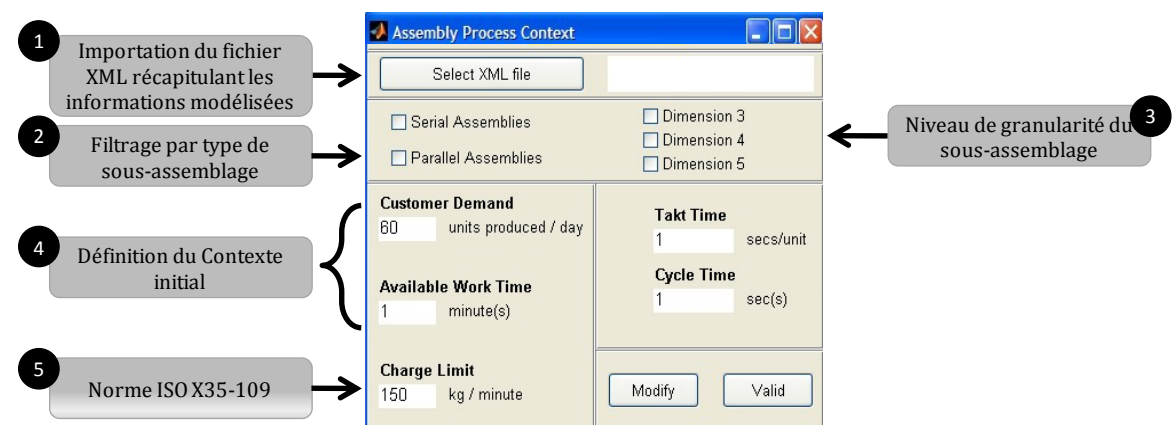 1
Importation du fichier
XML récapitulant les
informations modélisées
2
Filtrage par type de
sous-assemblage
4
Définition du Contexte
initial
5
Norme ISO X35-109
Assembly Process Context
Select XML file
Serial Assemblies
Parallel Assemblies
Dimension 3
Dimension 4
Dimension 5
Customer Demand
60 units produced / day
Available Work Time
1 minute(s)
Charge Limit
150 kg / minute
Takt Time
1 secs/unit
Cycle Time
1 sec(s)
Modify Valid
3
Niveau de granularité du
sous-assemblage